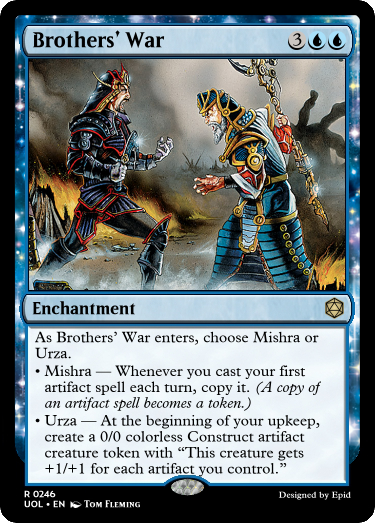 Brothers’ War 3
Enchantment
As Brothers’ War enters, choose Mishra or
Urza.
• Mishra — Whenever you cast your first
artifact spell each turn, copy it. (A copy of
an artifact spell becomes a token.)
• Urza — At the beginning of your upkeep,
create a 0/0 colorless Construct artifact
creature token with “This creature gets
+1/+1 for each artifact you control.”
R 0246
UOL • EN Tom Fleming
Designed by Epid